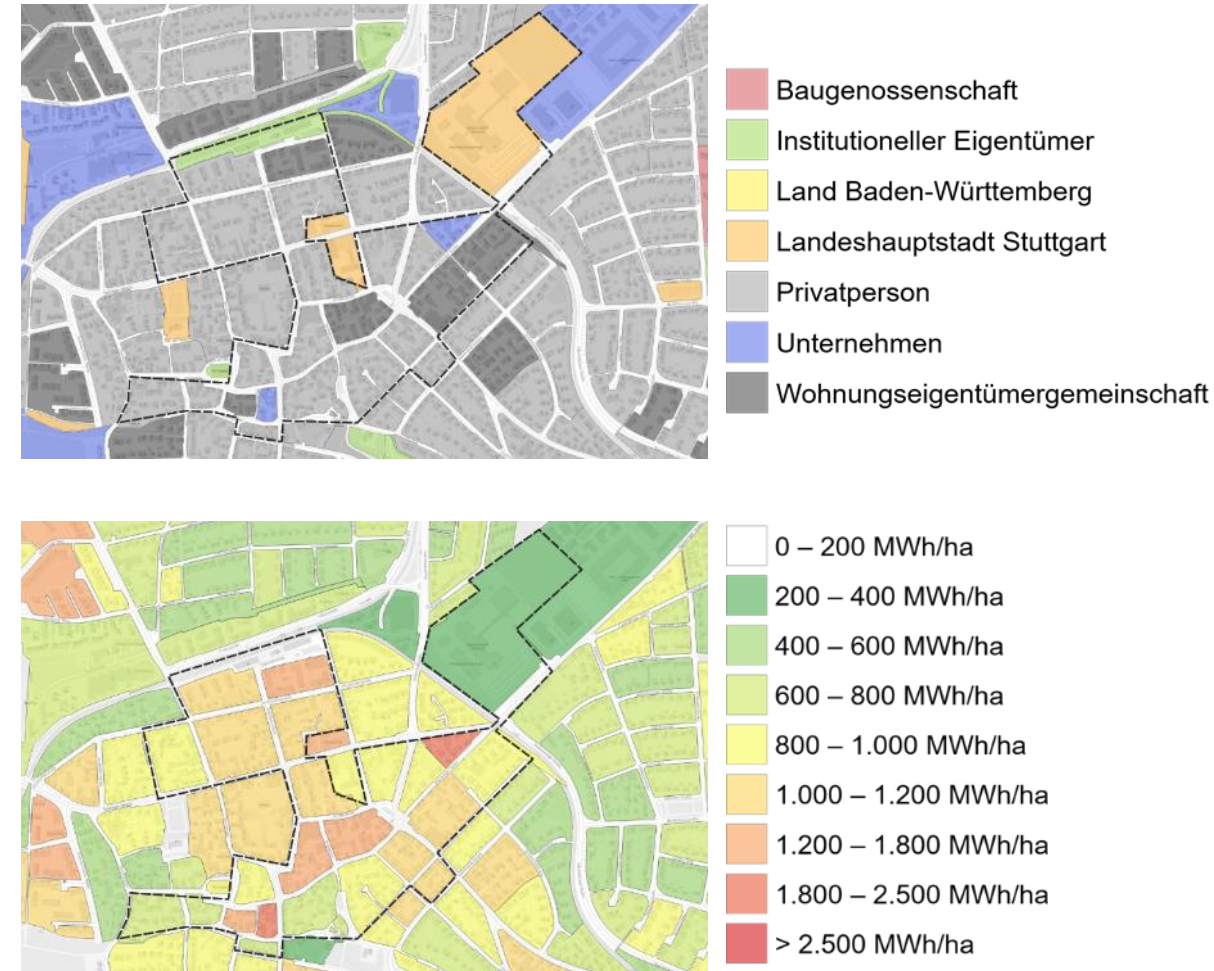 Baugenossenschaft
Institutioneller Eigentümer
Land Baden-Württemberg
Landeshauptstadt Stuttgart
Privatperson
Unternehmen
Wohnungseigentümergemeinschaft
0 – 200 MWh/ha
200 – 400 MWh/ha
400 – 600 MWh/ha
600 – 800 MWh/ha
800 – 1.000 MWh/ha
1.000 – 1.200 MWh/ha
1.200 – 1.800 MWh/ha
1.800 – 2.500 MWh/ha
> 2.500 MWh/ha